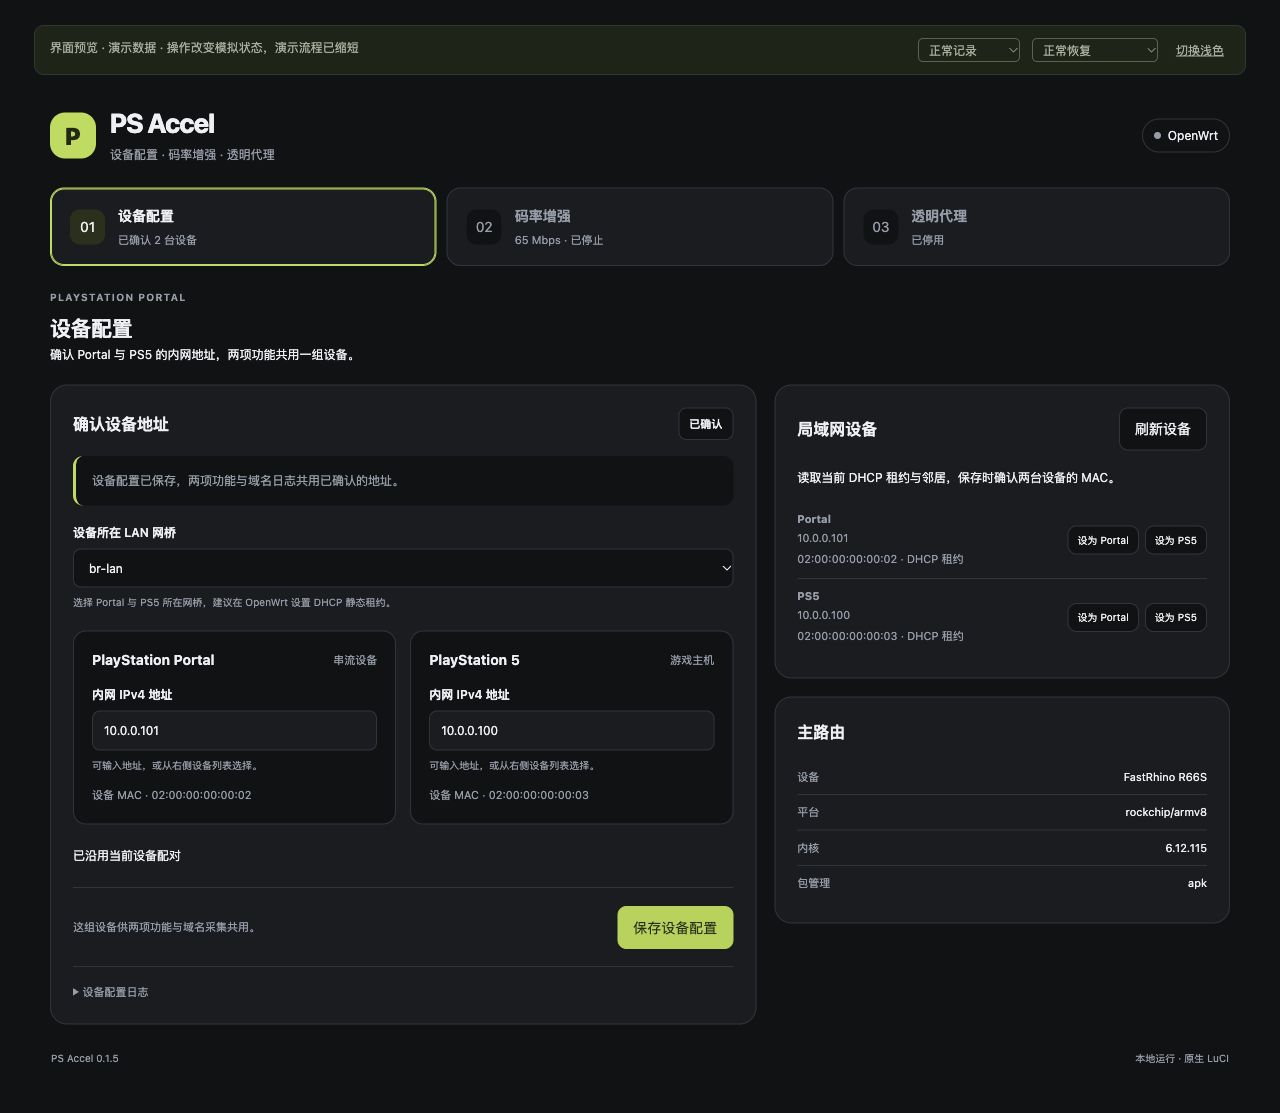 界面预览 · 演示数据 · 操作改变模拟状态，演示流程已缩短
正常记录
正常恢复
切换浅色
P
PS Accel
设备配置 · 码率增强 · 透明代理
OpenWrt
01
设备配置
已确认 2 台设备
02
码率增强
65 Mbps · 已停止
03
透明代理
已停用
PLAYSTATION PORTAL
设备配置
确认 Portal 与 PS5 的内网地址，两项功能共用一组设备。
确认设备地址
已确认
设备配置已保存，两项功能与域名日志共用已确认的地址。
设备所在 LAN 网桥
br-lan
选择 Portal 与 PS5 所在网桥，建议在 OpenWrt 设置 DHCP 静态租约。
PlayStation Portal
串流设备
内网 IPv4 地址
10.0.0.101
可输入地址，或从右侧设备列表选择。
设备 MAC · 02:00:00:00:00:02
PlayStation 5
游戏主机
内网 IPv4 地址
10.0.0.100
可输入地址，或从右侧设备列表选择。
设备 MAC · 02:00:00:00:00:03
已沿用当前设备配对
这组设备供两项功能与域名采集共用。
保存设备配置
设备配置日志
局域网设备
刷新设备
读取当前 DHCP 租约与邻居，保存时确认两台设备的 MAC。
Portal
10.0.0.101
02:00:00:00:00:02 · DHCP 租约
设为 Portal
设为 PS5
PS5
10.0.0.100
02:00:00:00:00:03 · DHCP 租约
设为 Portal
设为 PS5
主路由
设备
FastRhino R66S
平台
rockchip/armv8
内核
6.12.115
包管理
apk
PS Accel 0.1.5
本地运行 · 原生 LuCI